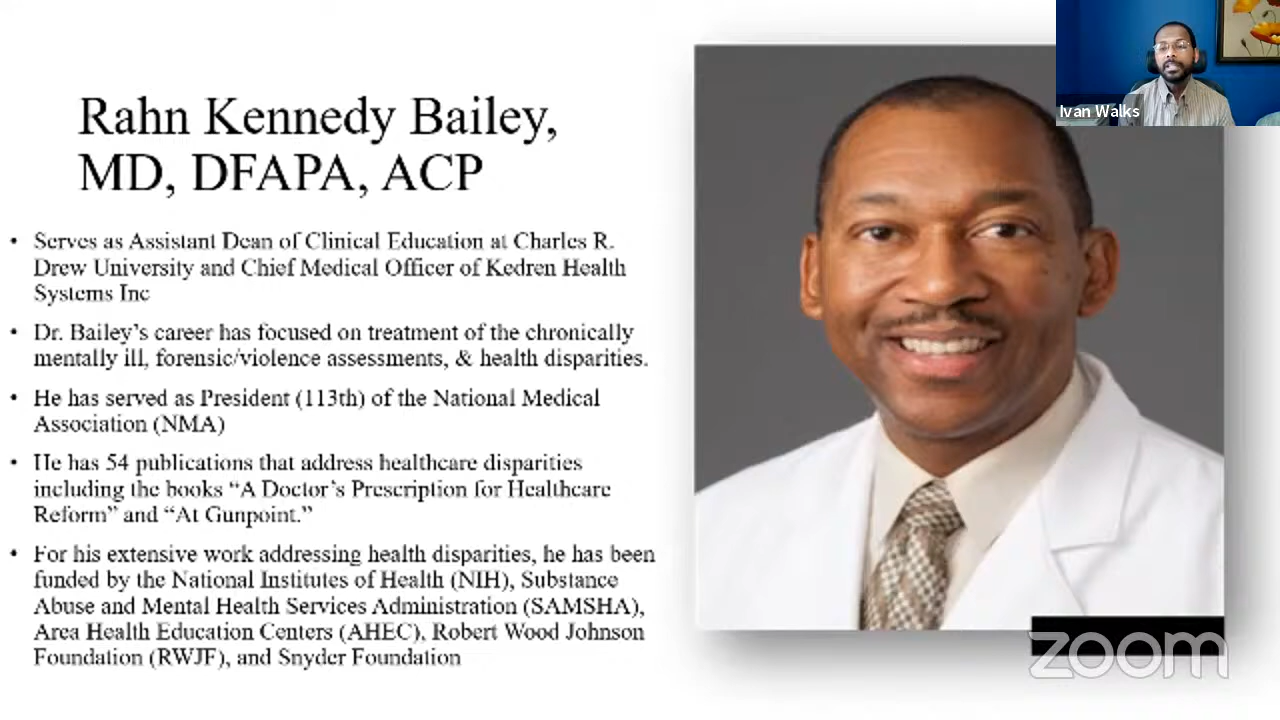 Rahn Kennedy Bailey,
MD, DFAPA, ACP
• Serves as Assistant Dean of Clinical Education at Charles R.
Drew University and Chief Medical Officer of Kedren Health
Systems Inc
• Dr. Bailey’s career has focused on treatment of the chronically
mentally ill, forensic/violence assessments, & health disparities.
• He has served as President (113th) of the National Medical
Association (NMA)
• He has 54 publications that address healthcare disparities
including the books “A Doctor’s Prescription for Healthcare
Reform” and “At Gunpoint.”
• For his extensive work addressing health disparities, he has been
funded by the National Institutes of Health (NIH), Substance
Abuse and Mental Health Services Administration (SAMSHA),
Area Health Education Centers (AHEC), Robert Wood Johnson
Foundation (RWJF), and Snyder Foundation
Ivan Walks
zoom